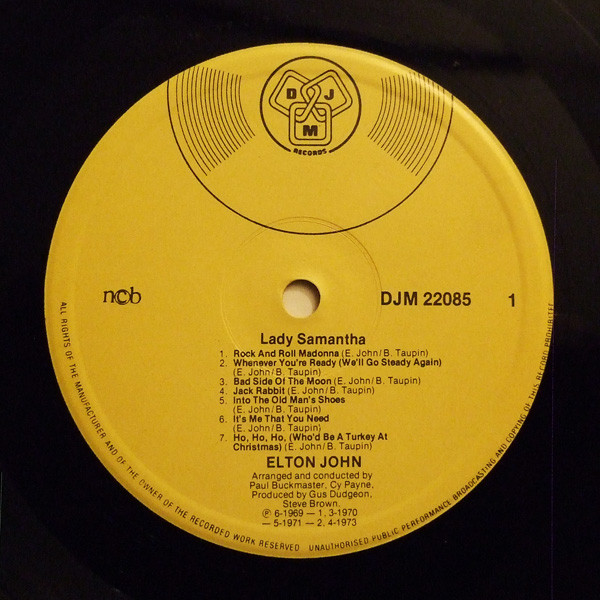 D J
M
RECORDS
ncb
DJM 22085 1
Lady Samantha
1. Rock And Roll Madonna (E. John/B. Taupin)
2. Whenever You're Ready (We'll Go Steady Again)
(E. John/B. Taupin)
3. Bad Side Of The Moon (E. John/B. Taupin)
4. Jack Rabbit (E. John/B. Taupin)
5. Into The Old Man's Shoes
(E. John/B. Taupin)
6. It's Me That You Need
(E. John/B. Taupin)
7. Ho, Ho, Ho, (Who'd Be A Turkey At
Christmas) (E. John/B. Taupin)
ELTON JOHN
Arranged and conducted by
Paul Buckmaster, Cy Payne,
Produced by Gus Dudgeon,
Steve Brown.
℗ 6-1969 — 1, 3-1970
— 5-1971 — 2, 4-1973
ALL RIGHTS OF THE MANUFACTURER AND OF THE OWNER OF THE RECORDED WORK RESERVED UNAUTHORISED PUBLIC PERFORMANCE BROADCASTING AND COPYING OF THIS RECORD PROHIBITED